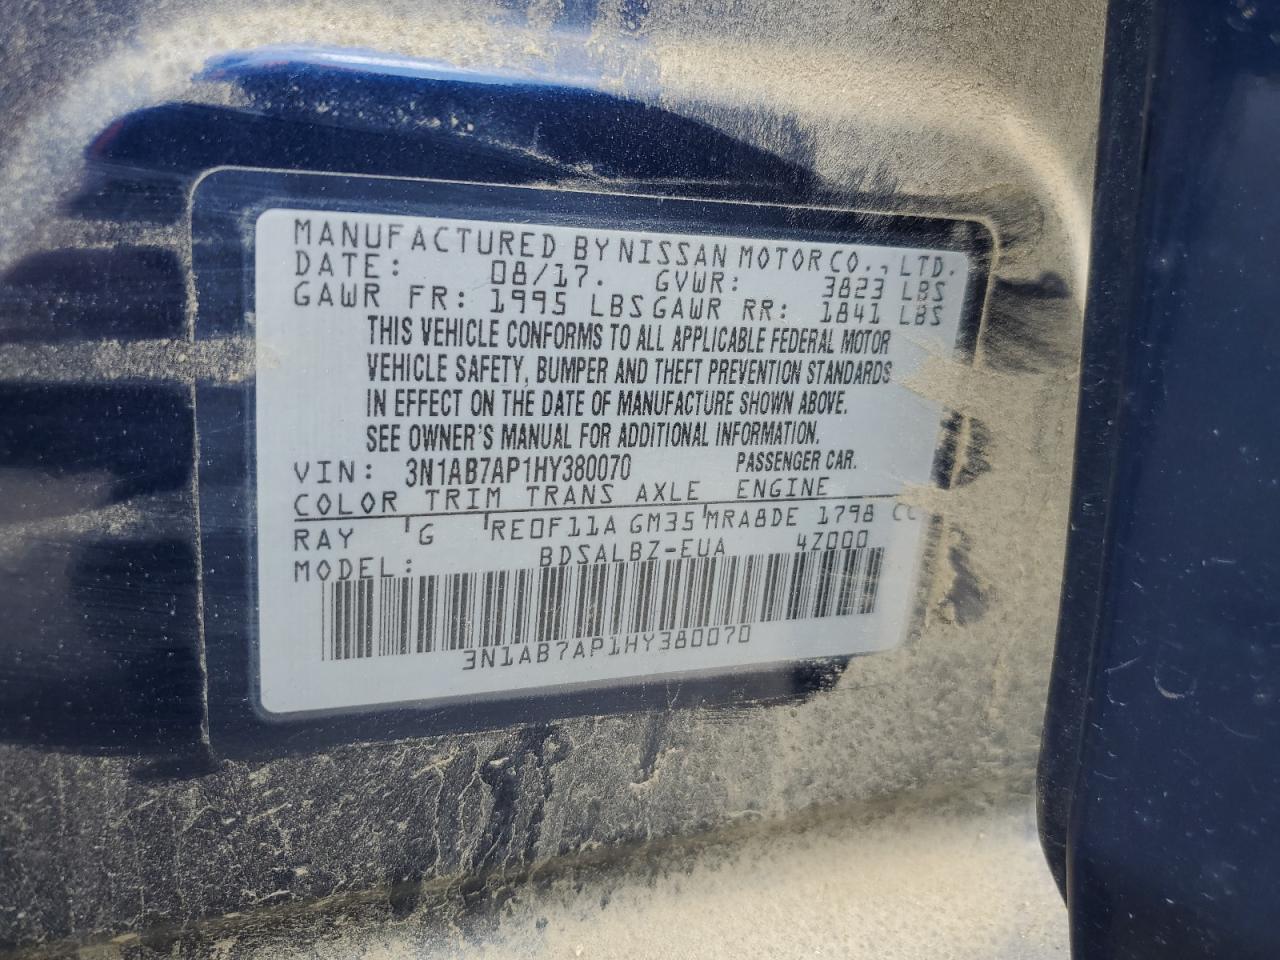 MANUFACTURED BY NISSAN MOTOR CO., LTD.
DATE: 08/17. GVWR: 3823 LBS
GAWR FR: 1995 LBS GAWR RR: 1841 LBS
THIS VEHICLE CONFORMS TO ALL APPLICABLE FEDERAL MOTOR
VEHICLE SAFETY, BUMPER AND THEFT PREVENTION STANDARDS
IN EFFECT ON THE DATE OF MANUFACTURE SHOWN ABOVE.
SEE OWNER'S MANUAL FOR ADDITIONAL INFORMATION.
VIN: 3N1AB7AP1HY380070 PASSENGER CAR.
COLOR TRIM TRANS AXLE ENGINE
RAY G RE0F11A GM35 MRA8DE 1798 CC
MODEL: BDSALBZ-EUA 4Z000
3N1AB7AP1HY380070